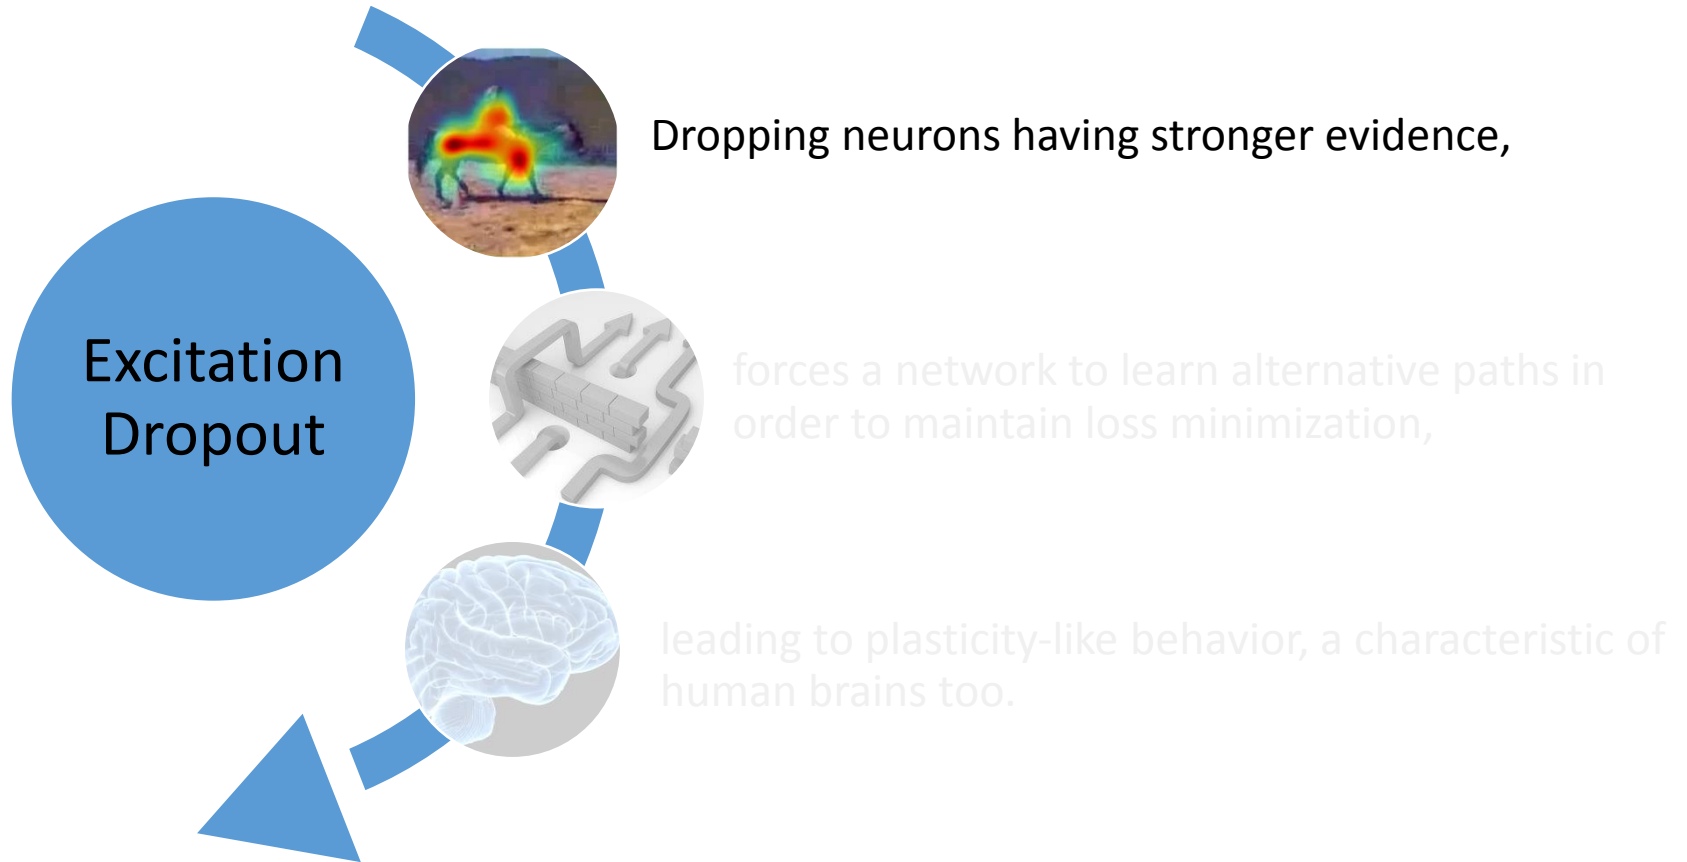 Excitation
Dropout
Dropping neurons having stronger evidence,
forces a network to learn alternative paths in
order to maintain loss minimization,
leading to plasticity-like behavior, a characteristic of
human brains too.